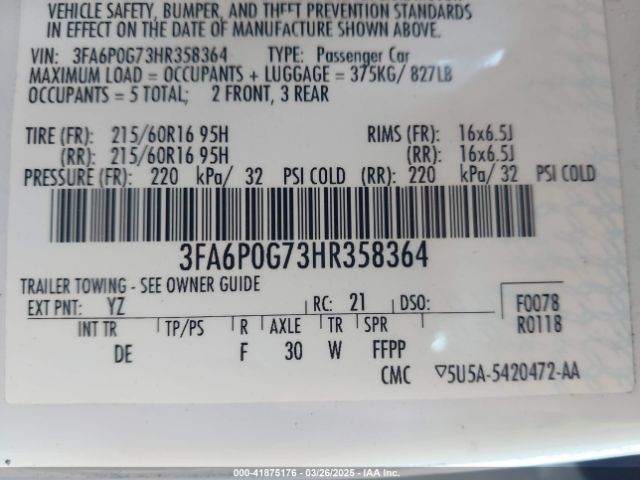 VEHICLE SAFETY, BUMPER, AND THEFT PREVENTION STANDARDS
IN EFFECT ON THE DATE OF MANUFACTURE SHOWN ABOVE.
VIN: 3FA6P0G73HR358364 TYPE: Passenger Car
MAXIMUM LOAD = OCCUPANTS + LUGGAGE = 375KG/ 827LB
OCCUPANTS = 5 TOTAL; 2 FRONT, 3 REAR
TIRE (FR): 215/60R16 95H RIMS (FR): 16x6.5J
(RR): 215/60R16 95H (RR): 16x6.5J
PRESSURE (FR): 220 kPa/ 32 PSI COLD (RR): 220 kPa/ 32 PSI COLD
3FA6P0G73HR358364
TRAILER TOWING - SEE OWNER GUIDE
EXT PNT: YZ RC: 21 DSO: F0078
INT TR TP/PS R AXLE TR SPR R0118
DE F 30 W FFPP
CMC ▽5U5A-5420472-AA
000-41875176 | 03/26/2025 | IAA Inc.